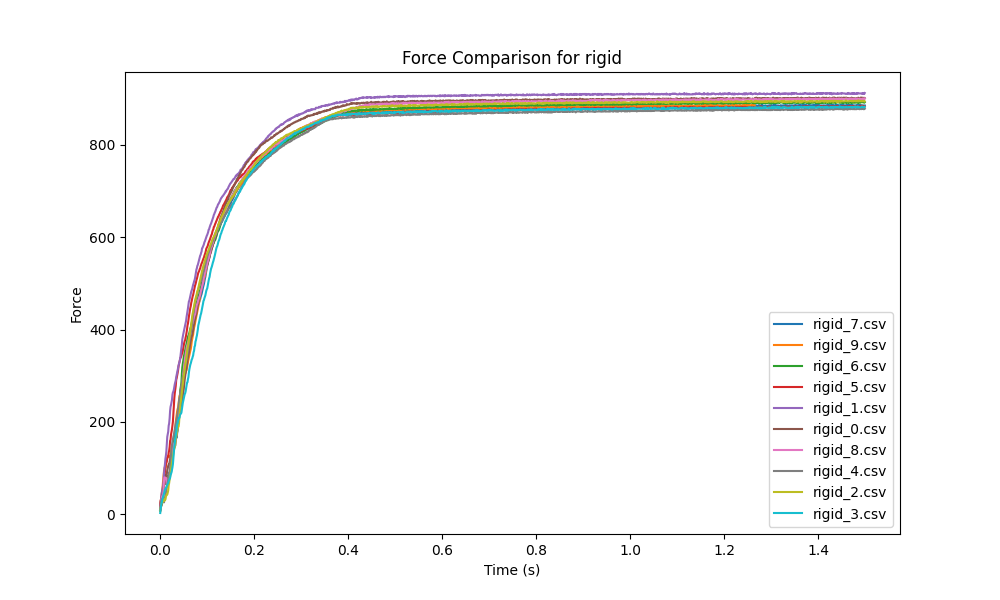 Force Comparison for rigid
Force
800
600
400
200
0
0.0 0.2 0.4 0.6 0.8 1.0 1.2 1.4
Time (s)
rigid_7.csv
rigid_9.csv
rigid_6.csv
rigid_5.csv
rigid_1.csv
rigid_0.csv
rigid_8.csv
rigid_4.csv
rigid_2.csv
rigid_3.csv